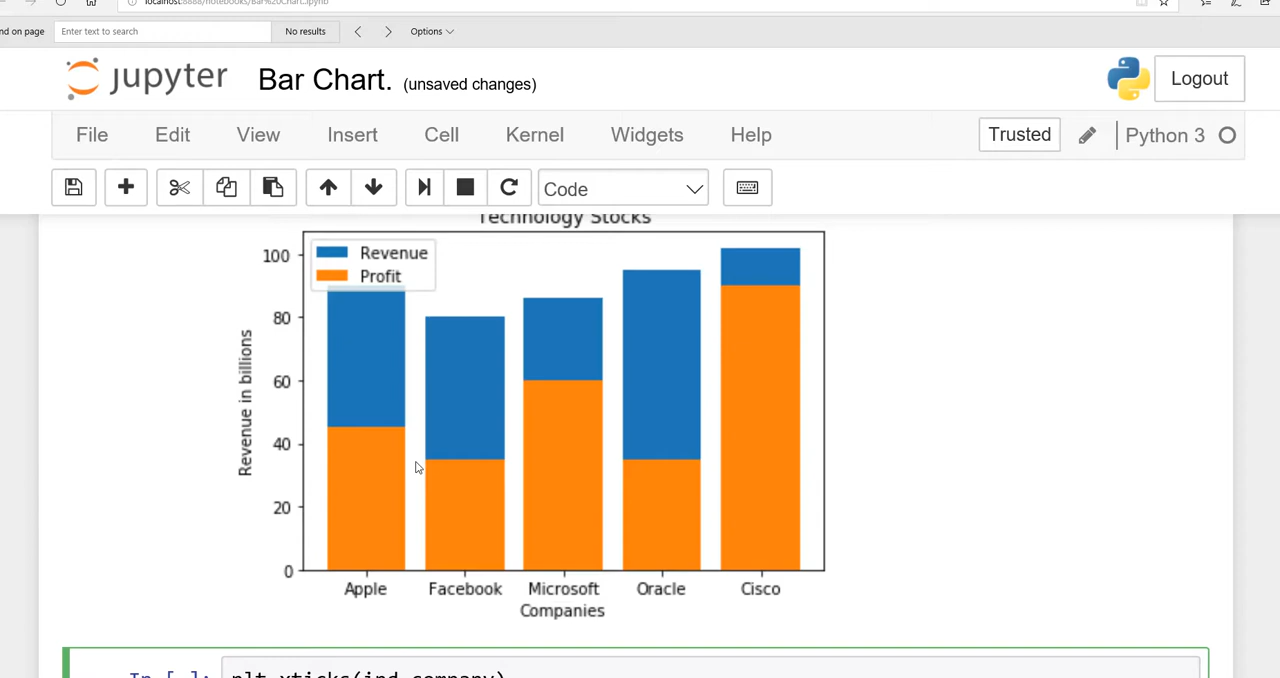 localhost:8888/notebooks/Bar%20Chart.ipynb
nd on page Enter text to search No results Options
jupyter Bar Chart. (unsaved changes) Logout
File Edit View Insert Cell Kernel Widgets Help Trusted Python 3
Code
Technology Stocks
Revenue
Profit
100
80
60
40
20
0
Revenue in billions
Apple Facebook Microsoft Oracle Cisco
Companies
In [ ]: plt.xticks(ind,company)